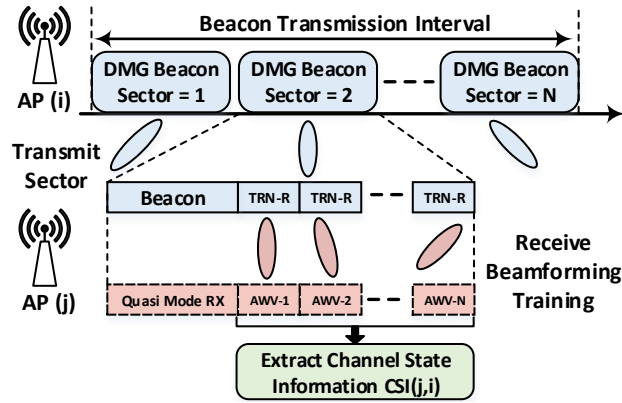 Beacon Transmission Interval
DMG Beacon
Sector = 1
DMG Beacon
Sector = 2
DMG Beacon
Sector = N
AP (i)
Transmit
Sector
Beacon
TRN-R
TRN-R
TRN-R
AP (j)
Receive
Beamforming
Training
Quasi Mode RX
AWV-1
AWV-2
AWV-N
Extract Channel State
Information CSI(j,i)